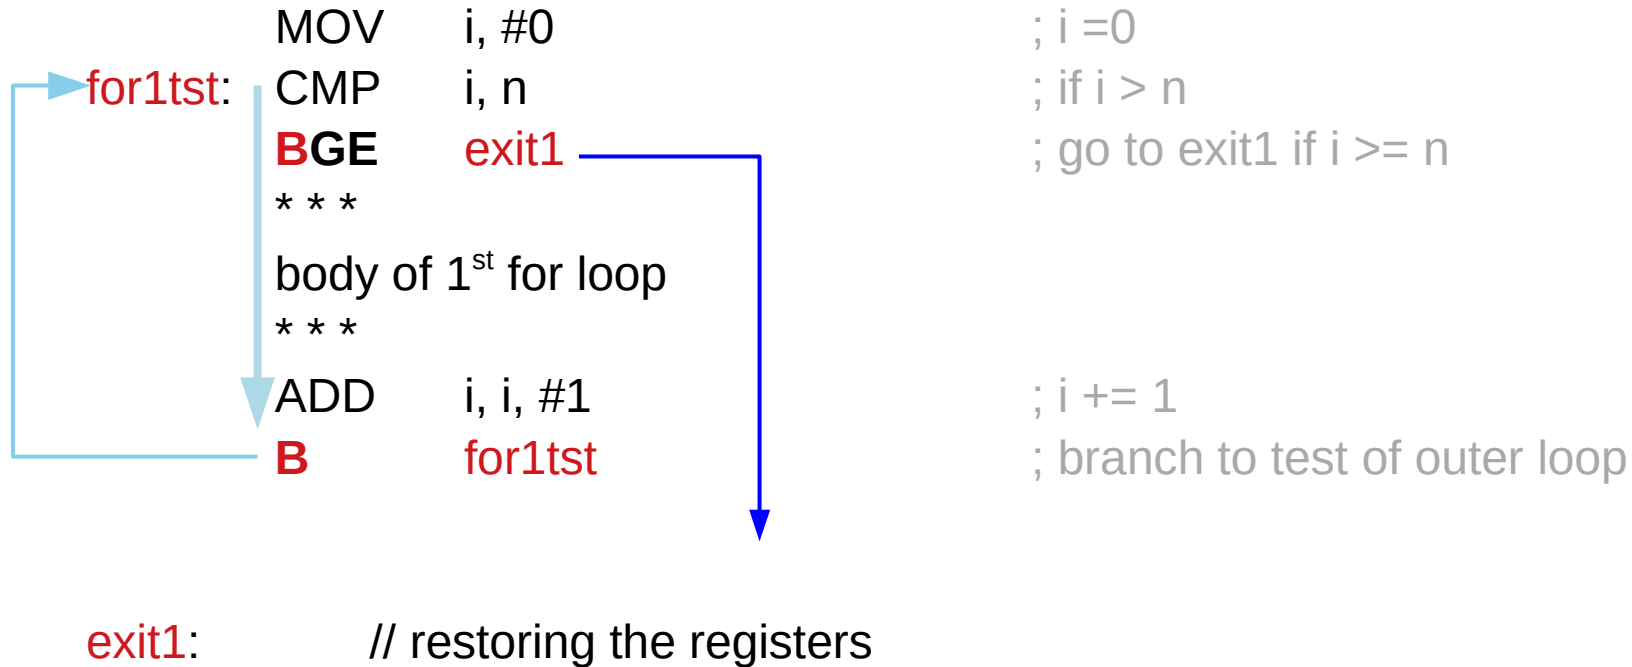 MOV i, #0 ; i =0
for1tst: CMP i, n ; if i > n
BGE exit1 ; go to exit1 if i >= n
* * *
body of 1st for loop
* * *
ADD i, i, #1 ; i += 1
B for1tst ; branch to test of outer loop
exit1: // restoring the registers